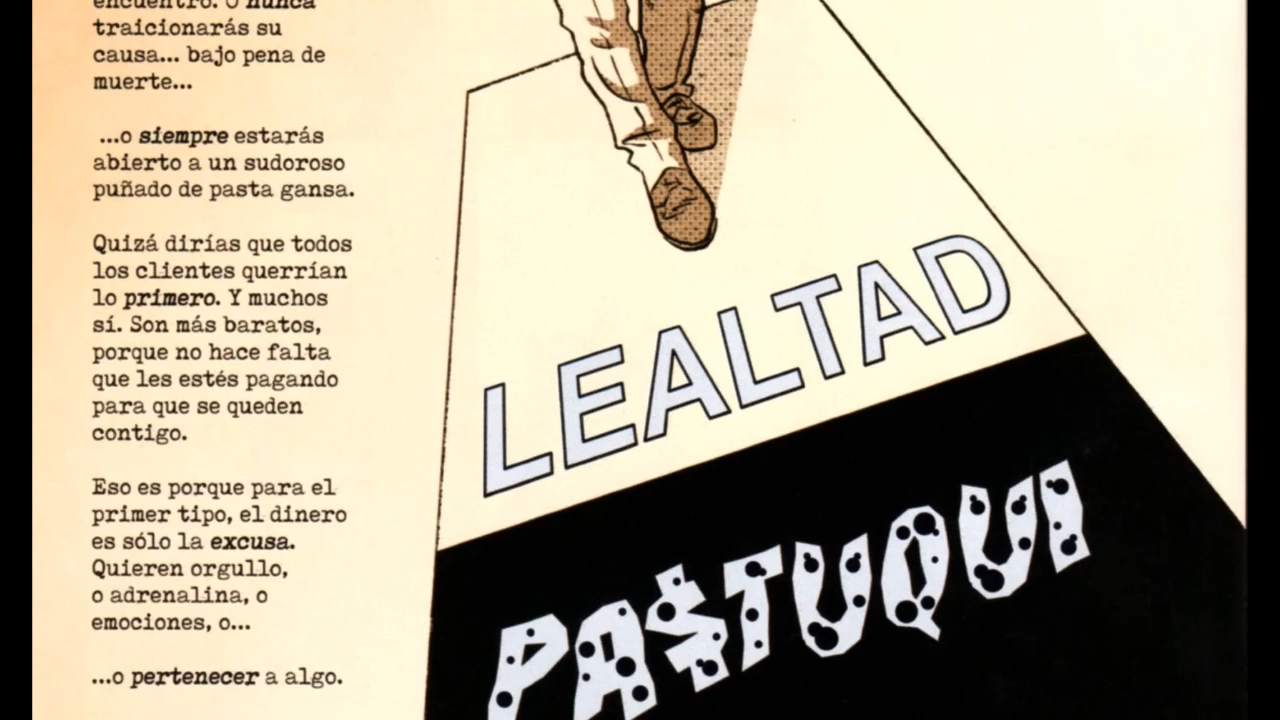 encuentro. O nunca
traicionarás su
causa... bajo pena de
muerte...
...o siempre estarás
abierto a un sudoroso
puñado de pasta gansa.
Quizá dirías que todos
los clientes querrían
lo primero. Y muchos
sí. Son más baratos,
porque no hace falta
que les estés pagando
para que se queden
contigo.
Eso es porque para el
primer tipo, el dinero
es sólo la excusa.
Quieren orgullo,
o adrenalina, o
emociones, o...
...o pertenecer a algo.
LEALTAD
PA$TUQUI